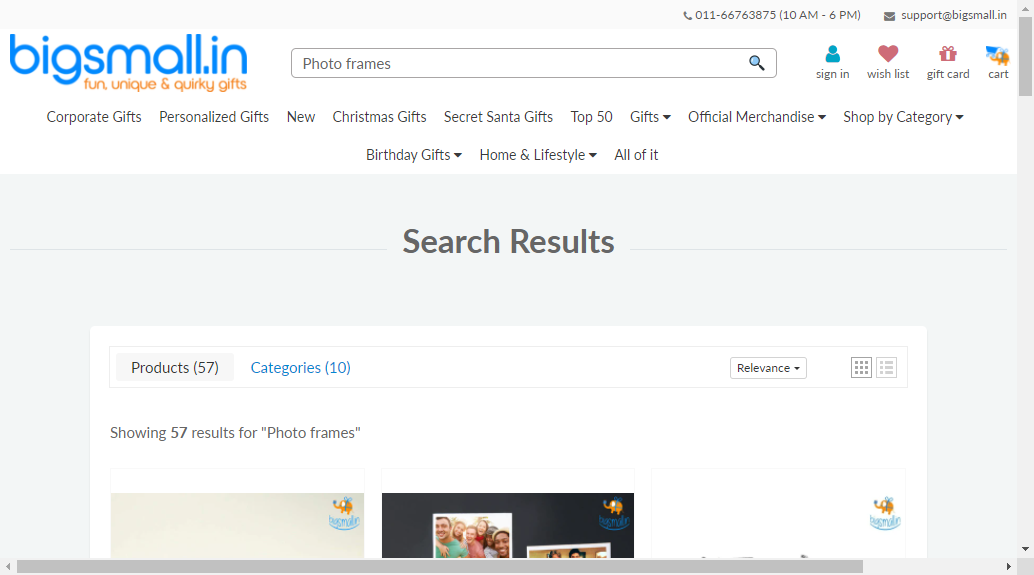 011-66763875 (10 AM - 6 PM) support@bigsmall.in
bigsmall.in
fun, unique & quirky gifts
Photo frames
sign in wish list gift card cart
Corporate Gifts Personalized Gifts New Christmas Gifts Secret Santa Gifts Top 50 Gifts Official Merchandise Shop by Category
Birthday Gifts Home & Lifestyle All of it
Search Results
Products (57) Categories (10) Relevance
Showing 57 results for "Photo frames"
bigsmall.in bigsmall.in bigsmall.in